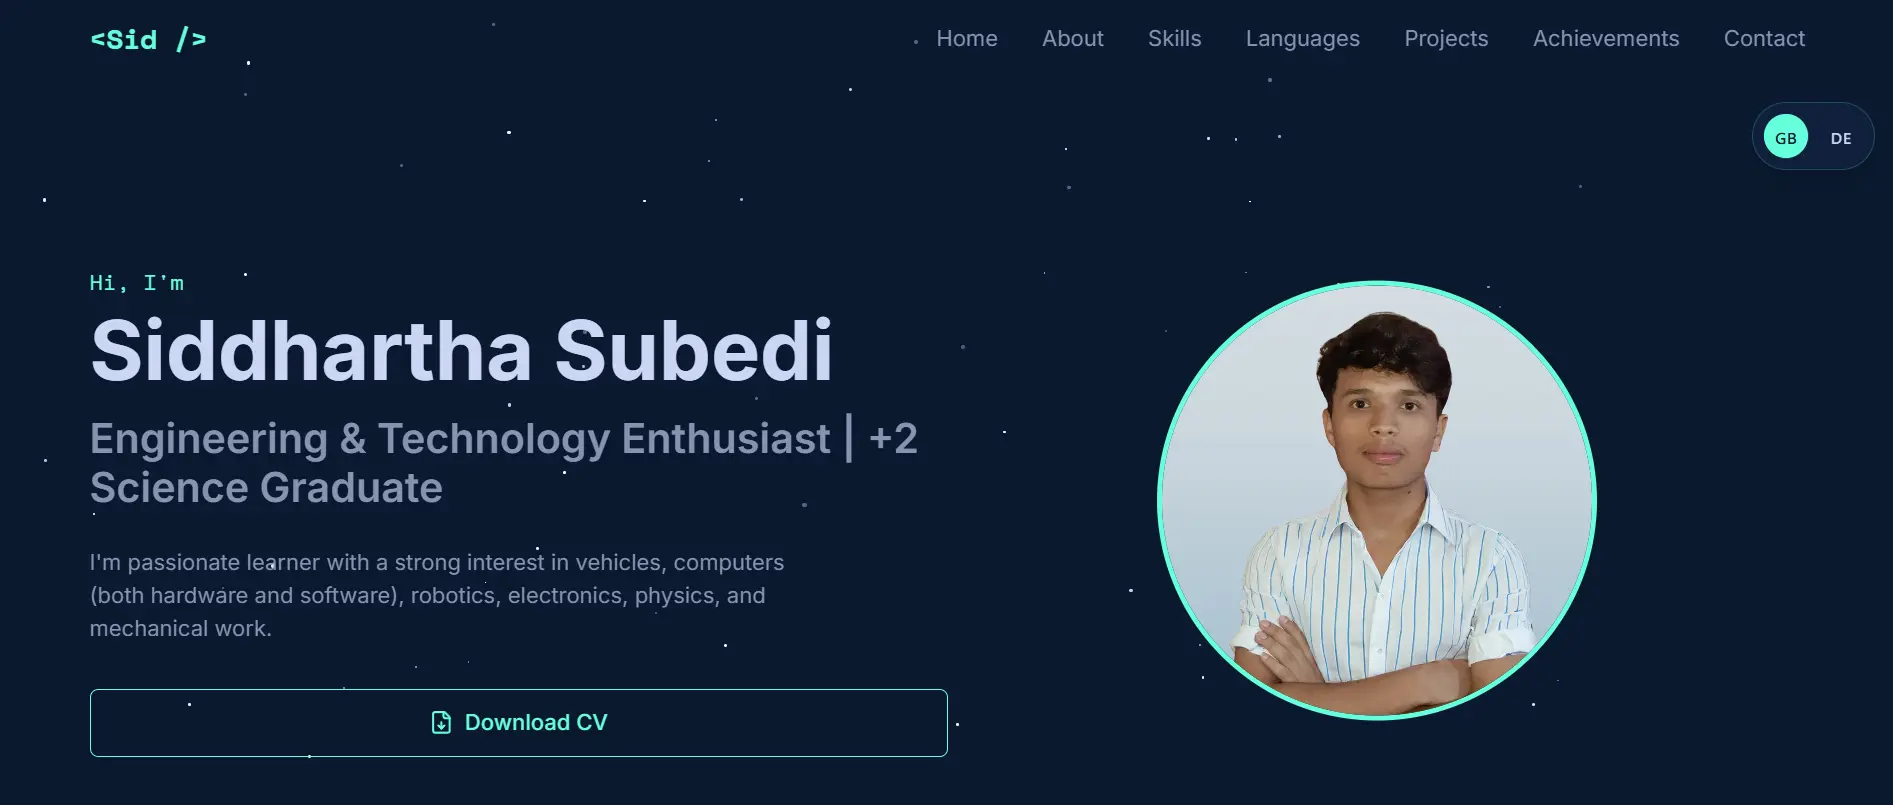 <Sid />
Home About Skills Languages Projects Achievements Contact
GB DE
Hi, I'm
Siddhartha Subedi
Engineering & Technology Enthusiast | +2
Science Graduate
I'm passionate learner with a strong interest in vehicles, computers
(both hardware and software), robotics, electronics, physics, and
mechanical work.
Download CV